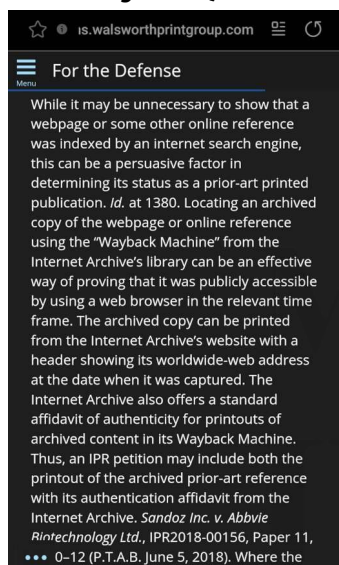 ıs.walsworthprintgroup.com
Menu
For the Defense
While it may be unnecessary to show that a
webpage or some other online reference
was indexed by an internet search engine,
this can be a persuasive factor in
determining its status as a prior-art printed
publication. Id. at 1380. Locating an archived
copy of the webpage or online reference
using the “Wayback Machine” from the
Internet Archive’s library can be an effective
way of proving that it was publicly accessible
by using a web browser in the relevant time
frame. The archived copy can be printed
from the Internet Archive’s website with a
header showing its worldwide-web address
at the date when it was captured. The
Internet Archive also offers a standard
affidavit of authenticity for printouts of
archived content in its Wayback Machine.
Thus, an IPR petition may include both the
printout of the archived prior-art reference
with its authentication affidavit from the
Internet Archive. Sandoz Inc. v. Abbvie
Biotechnology Ltd., IPR2018-00156, Paper 11,
0–12 (P.T.A.B. June 5, 2018). Where the